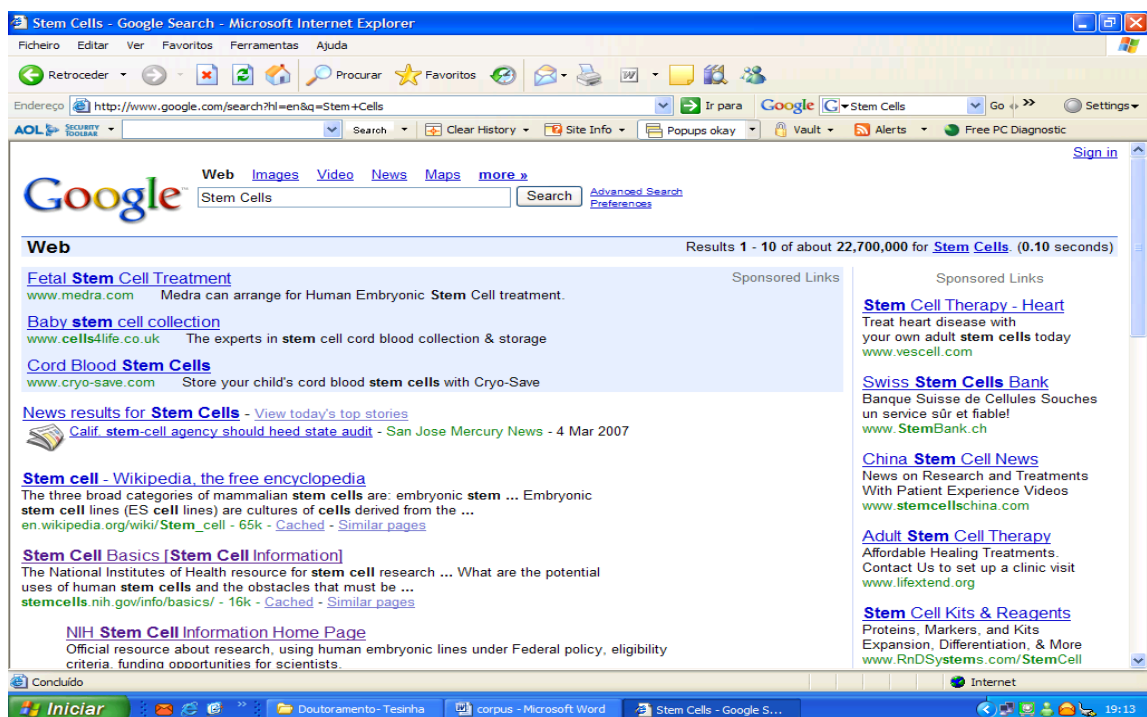 Stem Cells - Google Search - Microsoft Internet Explorer
Ficheiro Editar Ver Favoritos Ferramentas Ajuda
Retroceder Procurar Favoritos
Endereço http://www.google.com/search?hl=en&q=Stem+Cells Ir para Google G Stem Cells Go Settings
AOL SECURITY TOOLBAR Search Clear History Site Info Popups okay Vault Alerts Free PC Diagnostic
Sign in
Google™
Web Images Video News Maps more »
Stem Cells Search Advanced Search
Preferences
Web Results 1 - 10 of about 22,700,000 for Stem Cells. (0.10 seconds)
Sponsored Links
Fetal Stem Cell Treatment
www.medra.com Medra can arrange for Human Embryonic Stem Cell treatment.
Baby stem cell collection
www.cells4life.co.uk The experts in stem cell cord blood collection & storage
Cord Blood Stem Cells
www.cryo-save.com Store your child's cord blood stem cells with Cryo-Save
News results for Stem Cells - View today's top stories
Calif. stem-cell agency should heed state audit - San Jose Mercury News - 4 Mar 2007
Stem cell - Wikipedia, the free encyclopedia
The three broad categories of mammalian stem cells are: embryonic stem ... Embryonic
stem cell lines (ES cell lines) are cultures of cells derived from the ...
en.wikipedia.org/wiki/Stem_cell - 65k - Cached - Similar pages
Stem Cell Basics [Stem Cell Information]
The National Institutes of Health resource for stem cell research ... What are the potential
uses of human stem cells and the obstacles that must be ...
stemcells.nih.gov/info/basics/ - 16k - Cached - Similar pages
NIH Stem Cell Information Home Page
Official resource about research, using human embryonic lines under Federal policy, eligibility
criteria, funding opportunities for scientists.
Sponsored Links
Stem Cell Therapy - Heart
Treat heart disease with
your own adult stem cells today
www.vescell.com
Swiss Stem Cells Bank
Banque Suisse de Cellules Souches
un service sûr et fiable!
www.StemBank.ch
China Stem Cell News
News on Research and Treatments
With Patient Experience Videos
www.stemcellschina.com
Adult Stem Cell Therapy
Affordable Healing Treatments.
Contact Us to set up a clinic visit
www.lifextend.org
Stem Cell Kits & Reagents
Proteins, Markers, and Kits
Expansion, Differentiation, & More
www.RnDSystems.com/StemCell
Concluído Internet
Iniciar Doutoramento- Tesinha corpus - Microsoft Word Stem Cells - Google S... 19:13